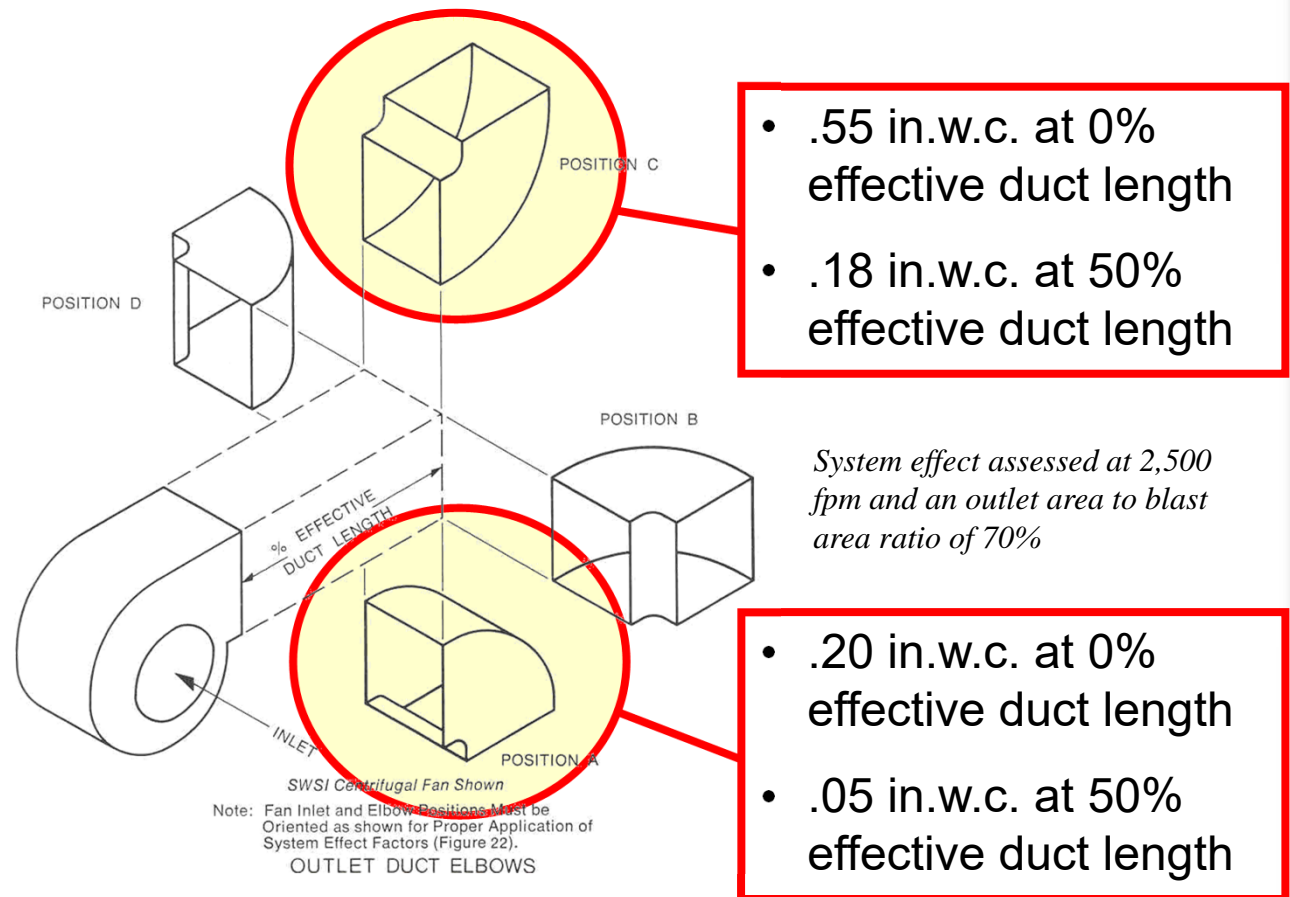 POSITION C
• .55 in.w.c. at 0%
effective duct length
• .18 in.w.c. at 50%
effective duct length
POSITION D
POSITION B
System effect assessed at 2,500
fpm and an outlet area to blast
area ratio of 70%
% EFFECTIVE
DUCT LENGTH
INLET
POSITION A
• .20 in.w.c. at 0%
effective duct length
• .05 in.w.c. at 50%
effective duct length
SWSI Centrifugal Fan Shown
Note: Fan Inlet and Elbow Positions Must be
Oriented as shown for Proper Application of
System Effect Factors (Figure 22).
OUTLET DUCT ELBOWS